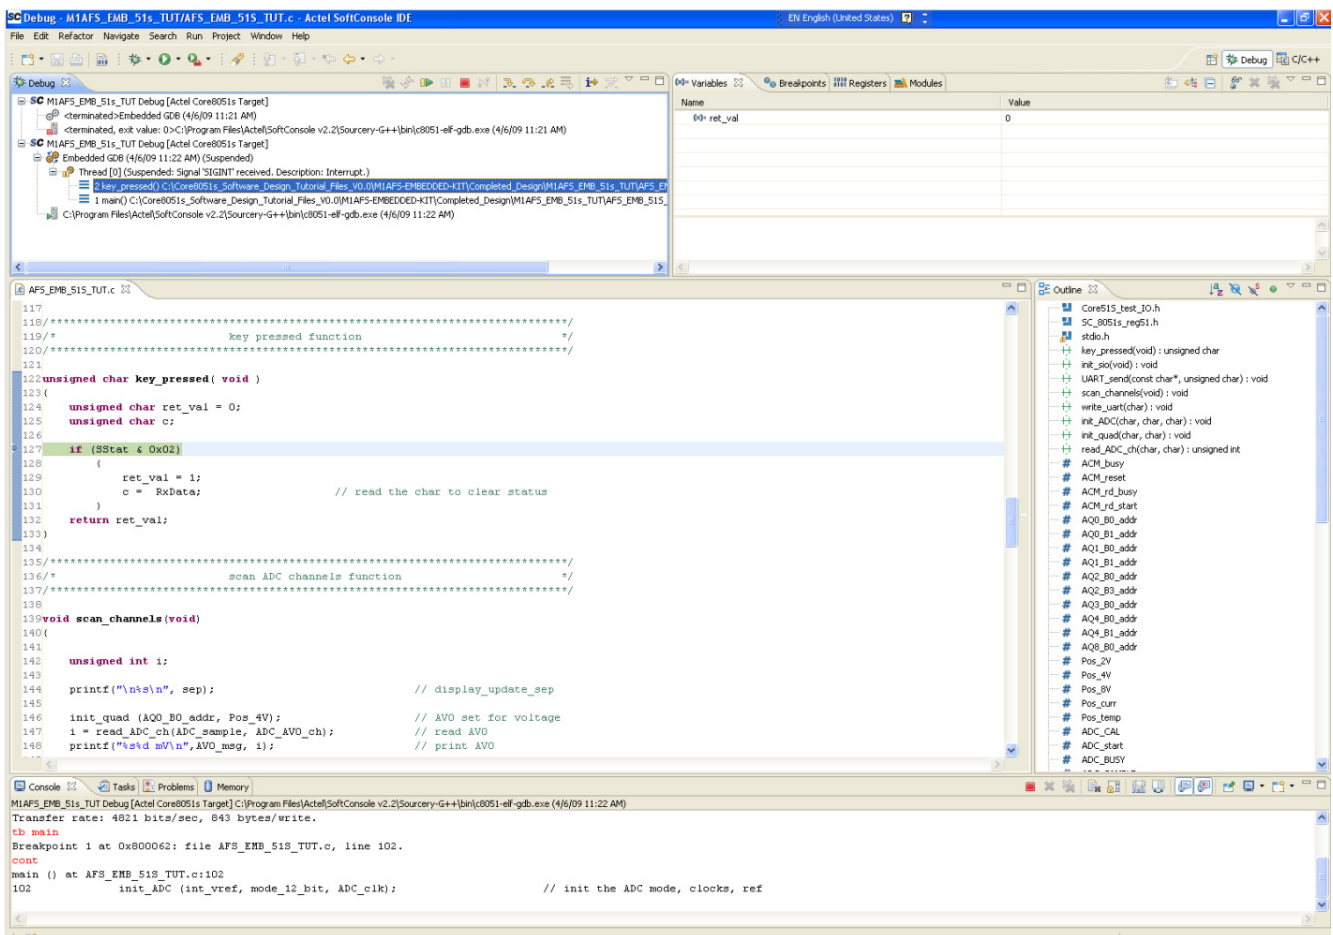 SC Debug - M1AFS_EMB_51s_TUT/AFS_EMB_51S_TUT.c - Actel SoftConsole IDE
EN English (United States)
File Edit Refactor Navigate Search Run Project Window Help
Debug C/C++
Debug
SC M1AFS_EMB_51s_TUT Debug [Actel Core8051s Target]
<terminated>Embedded GDB (4/6/09 11:21 AM)
<terminated, exit value: 0>C:\Program Files\Actel\SoftConsole v2.2\Sourcery-G++\bin\c8051-elf-gdb.exe (4/6/09 11:21 AM)
SC M1AFS_EMB_51s_TUT Debug [Actel Core8051s Target]
Embedded GDB (4/6/09 11:22 AM) (Suspended)
Thread [0] (Suspended: Signal 'SIGINT' received. Description: Interrupt.)
2 key_pressed() C:\Core8051s_Software_Design_Tutorial_Files_V0.0\M1AFS-EMBEDDED-KIT\Completed_Design\M1AFS_EMB_51s_TUT\AFS_E
1 main() C:\Core8051s_Software_Design_Tutorial_Files_V0.0\M1AFS-EMBEDDED-KIT\Completed_Design\M1AFS_EMB_51s_TUT\AFS_EMB_51S_
C:\Program Files\Actel\SoftConsole v2.2\Sourcery-G++\bin\c8051-elf-gdb.exe (4/6/09 11:22 AM)
Variables Breakpoints Registers Modules
Name Value
ret_val 0
AFS_EMB_51S_TUT.c
117
118/******************************************************************************/
119/* key pressed function */
120/******************************************************************************/
121
122unsigned char key_pressed( void )
123{
124 unsigned char ret_val = 0;
125 unsigned char c;
126
127 if (SStat & 0x02)
128 {
129 ret_val = 1;
130 c = RxData; // read the char to clear status
131 }
132 return ret_val;
133}
134
135/******************************************************************************/
136/* scan ADC channels function */
137/******************************************************************************/
138
139void scan_channels(void)
140{
141
142 unsigned int i;
143
144 printf("\n%s\n", sep); // display_update_sep
145
146 init_quad (AQ0_B0_addr, Pos_4V); // AV0 set for voltage
147 i = read_ADC_ch(ADC_sample, ADC_AV0_ch); // read AV0
148 printf("%s%d mV\n",AV0_msg, i); // print AV0
Outline
Core51S_test_IO.h
SC_8051s_reg51.h
stdio.h
key_pressed(void) : unsigned char
init_sio(void) : void
UART_send(const char*, unsigned char) : void
scan_channels(void) : void
write_uart(char) : void
init_ADC(char, char, char) : void
init_quad(char, char) : void
read_ADC_ch(char, char) : unsigned int
# ACM_busy
# ACM_reset
# ACM_rd_busy
# ACM_rd_start
# AQ0_B0_addr
# AQ0_B1_addr
# AQ1_B0_addr
# AQ1_B1_addr
# AQ2_B0_addr
# AQ2_B3_addr
# AQ3_B0_addr
# AQ4_B0_addr
# AQ4_B1_addr
# AQ8_B0_addr
# Pos_2V
# Pos_4V
# Pos_8V
# Pos_curr
# Pos_temp
# ADC_CAL
# ADC_start
# ADC_BUSY
Console Tasks Problems Memory
M1AFS_EMB_51s_TUT Debug [Actel Core8051s Target] C:\Program Files\Actel\SoftConsole v2.2\Sourcery-G++\bin\c8051-elf-gdb.exe (4/6/09 11:22 AM)
Transfer rate: 4821 bits/sec, 843 bytes/write.
tb main
Breakpoint 1 at 0x800062: file AFS_EMB_51S_TUT.c, line 102.
cont
main () at AFS_EMB_51S_TUT.c:102
102 init_ADC (int_vref, mode_12_bit, ADC_clk); // init the ADC mode, clocks, ref